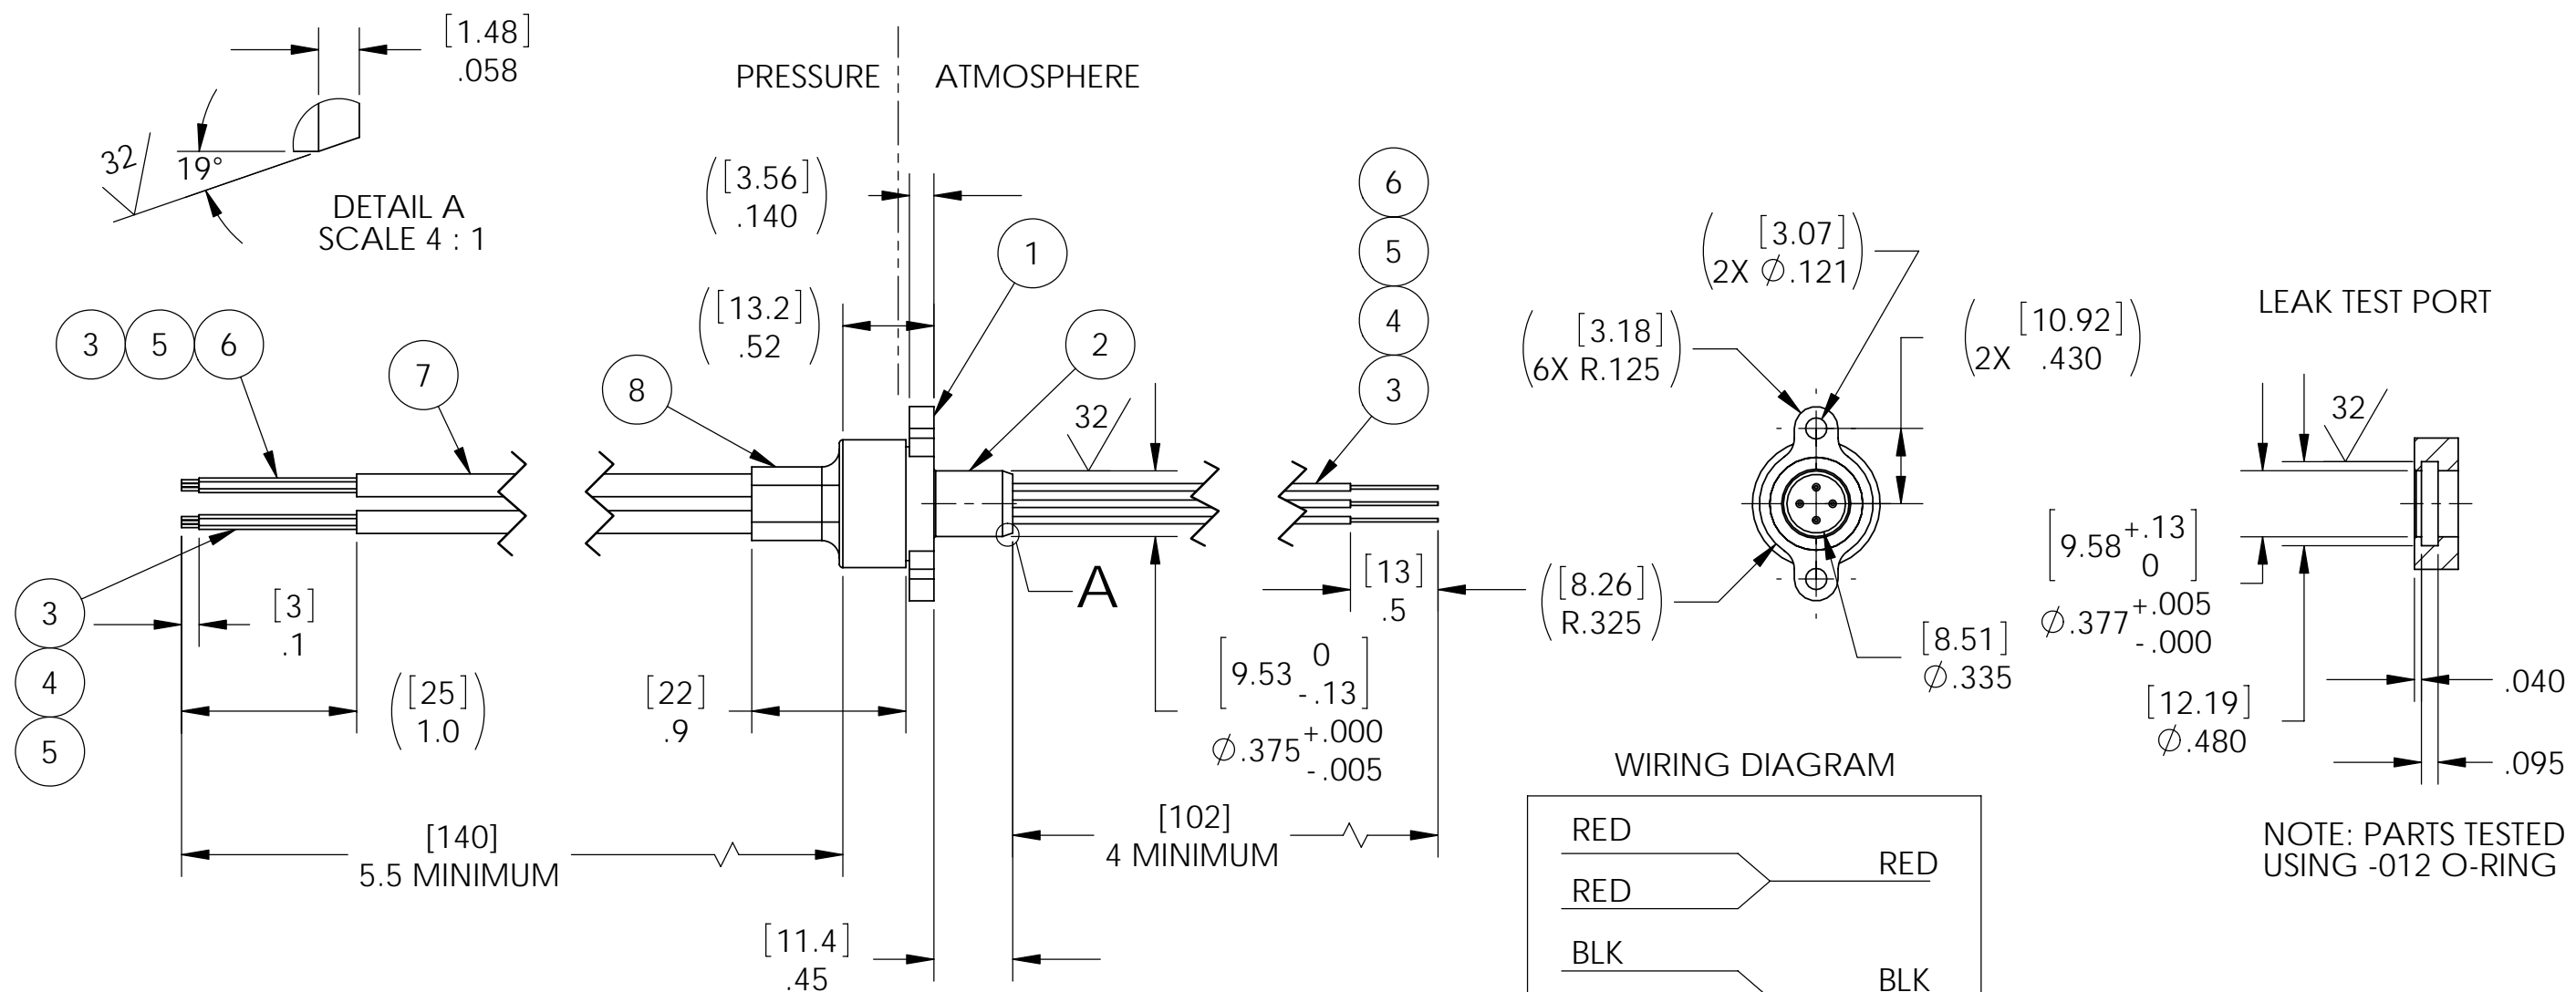 [1.48]
.058
PRESSURE
ATMOSPHERE
32
19°
DETAIL A
SCALE 4 : 1
([3.56]
.140)
([13.2]
.52)
1
2
3
5
6
7
8
32
6
5
4
3
([3.07]
2X ∅.121)
([3.18]
6X R.125)
([10.92]
2X .430)
LEAK TEST PORT
32
3
4
5
[3]
.1
([25]
1.0)
[22]
.9
A
[13]
.5
[9.53 0
-.13]
∅.375 +.000
-.005
([8.26]
R.325)
[8.51]
∅.335
[9.58 +.13
0]
∅.377 +.005
-.000
[12.19]
∅.480
.040
.095
[140]
5.5 MINIMUM
[102]
4 MINIMUM
[11.4]
.45
WIRING DIAGRAM
RED
RED
RED
BLK
BLK
NOTE: PARTS TESTED
USING -012 O-RING